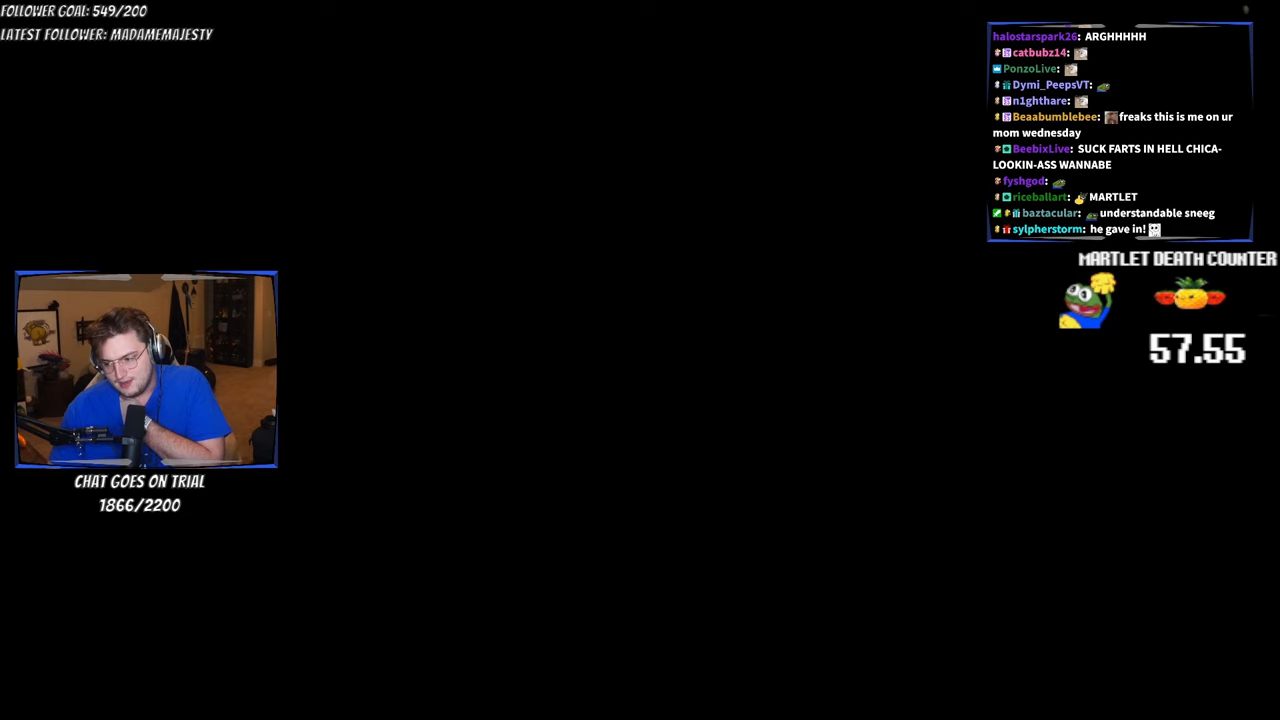 FOLLOWER GOAL: 549/200
LATEST FOLLOWER: MADAMEMAJESTY
halostarspark26: ARGHHHHH
catbubz14:
PonzoLive:
Dymi_PeepsVT:
n1ghthare:
Beaabumblebee: freaks this is me on ur
mom wednesday
BeebixLive: SUCK FARTS IN HELL CHICA-
LOOKIN-ASS WANNABE
fyshgod:
riceballart: MARTLET
baztacular: understandable sneeg
sylpherstorm: he gave in!
MARTLET DEATH COUNTER
57.55
CHAT GOES ON TRIAL
1866/2200